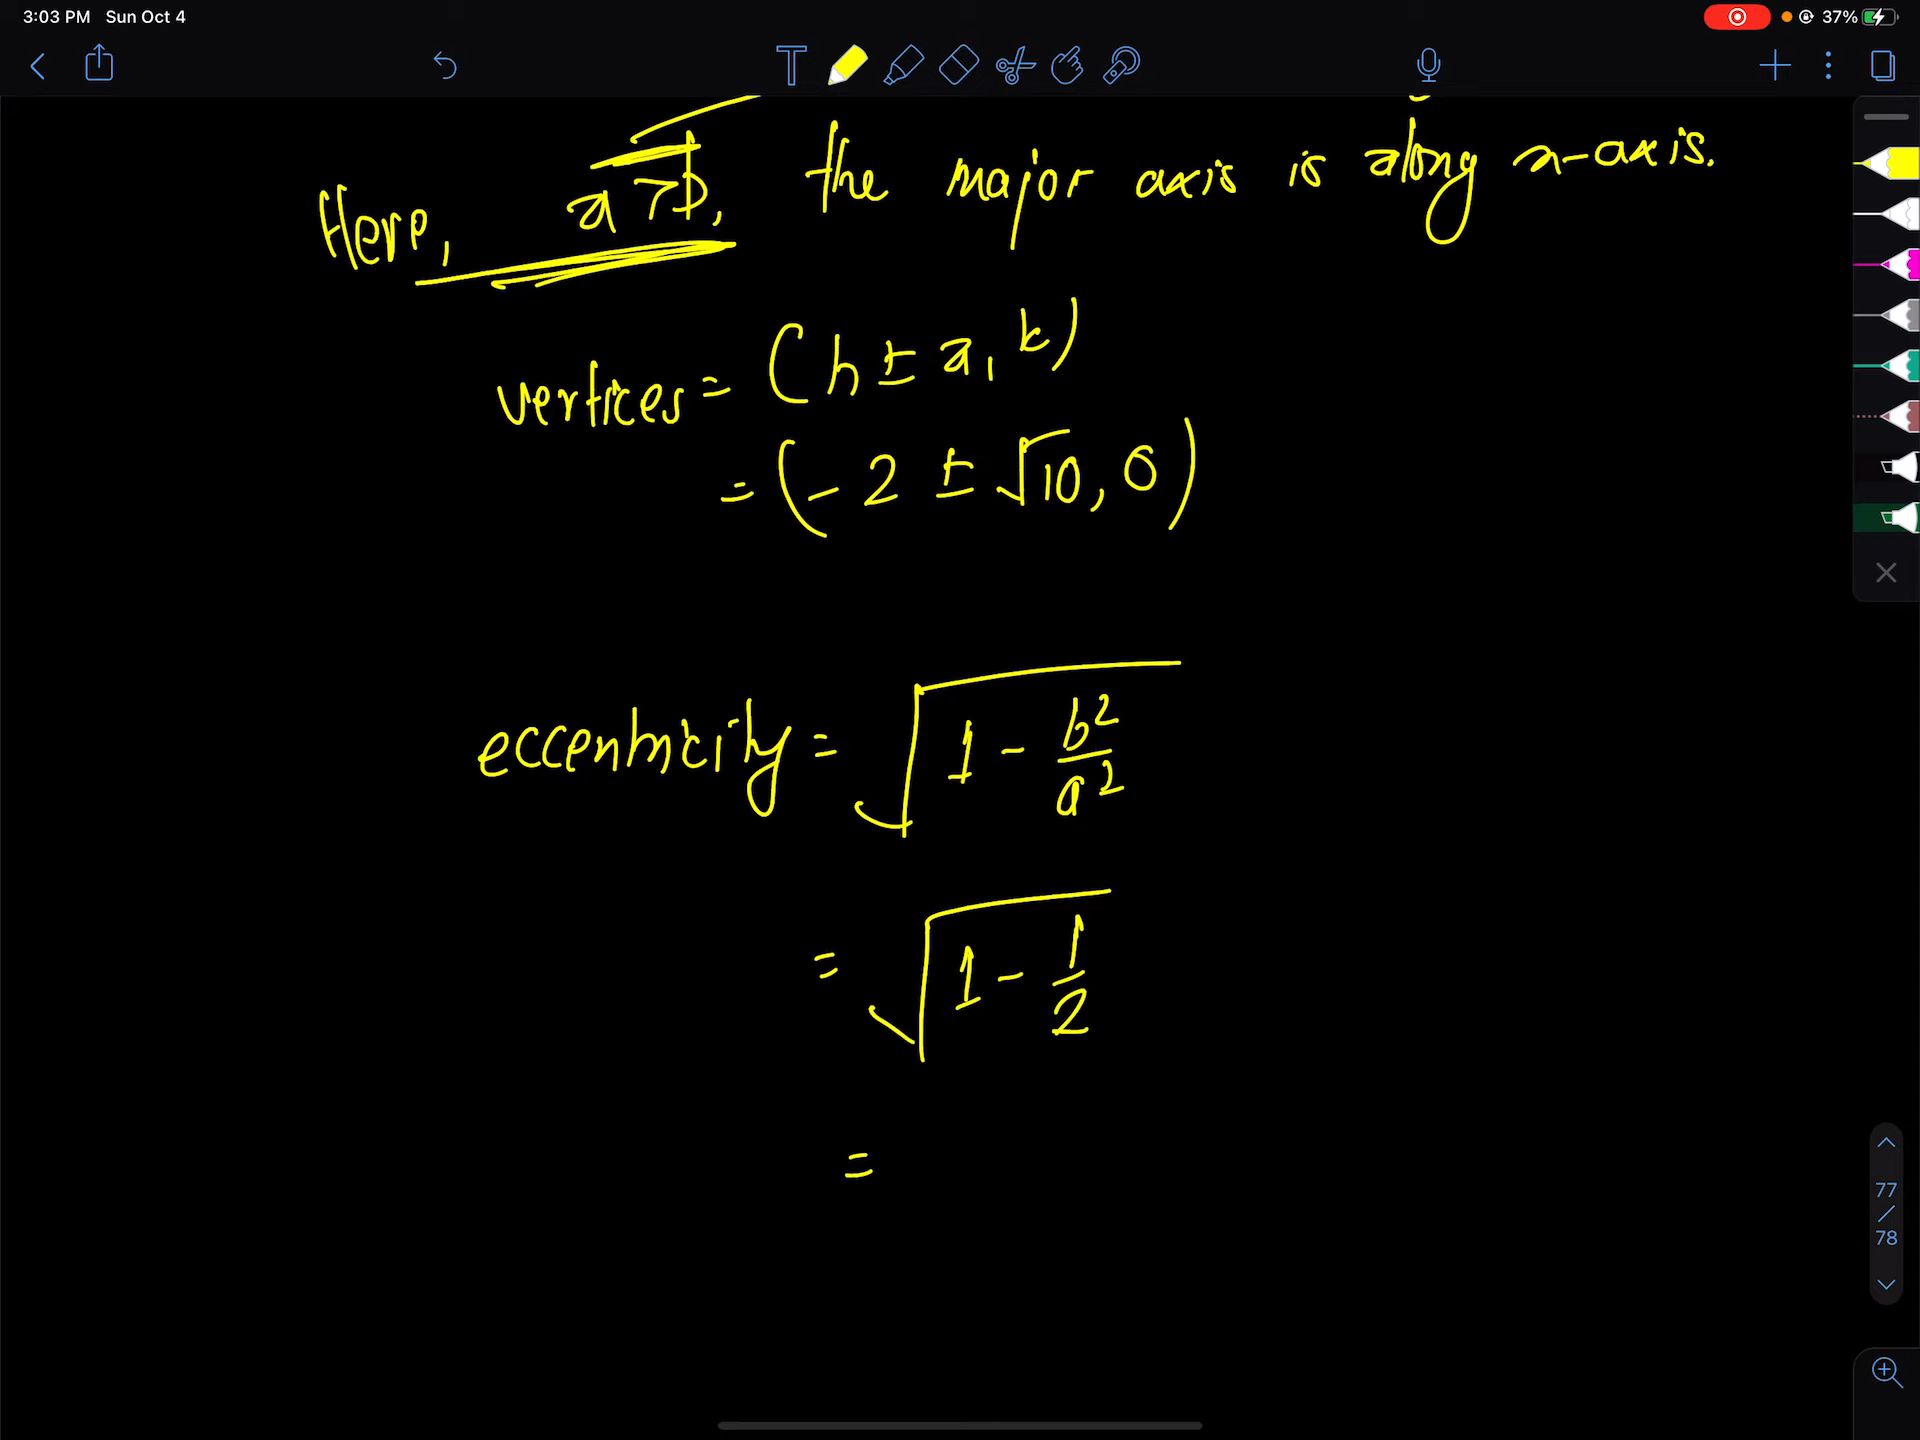 3:03 PM Sun Oct 4
37%
Here, a > b, the major axis is along x-axis.
vertices = (h ± a, k)
= (-2 ± √10, 0)
eccentricity = √(1 - b²/a²)
= √(1 - 1/2)
=
77
/
78